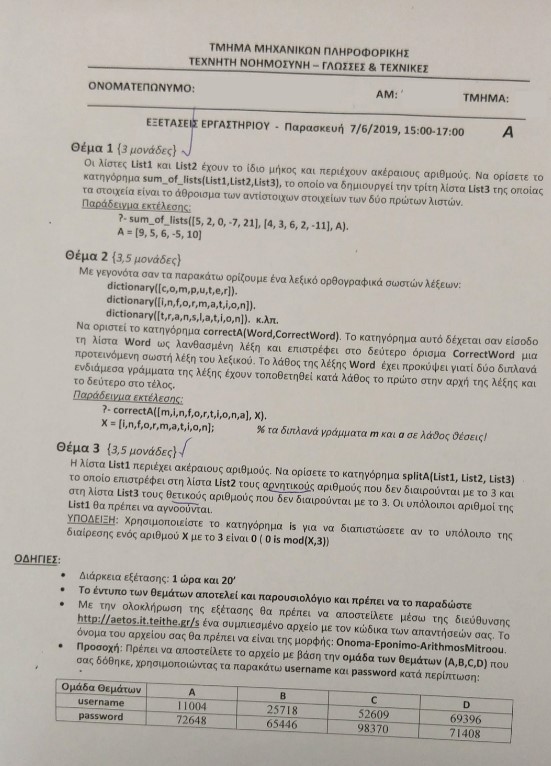 ΤΜΗΜΑ ΜΗΧΑΝΙΚΩΝ ΠΛΗΡΟΦΟΡΙΚΗΣ
ΤΕΧΝΗΤΗ ΝΟΗΜΟΣΥΝΗ – ΓΛΩΣΣΕΣ & ΤΕΧΝΙΚΕΣ
ΟΝΟΜΑΤΕΠΩΝΥΜΟ: ΑΜ: ΤΜΗΜΑ:
ΕΞΕΤΑΣΕΙΣ ΕΡΓΑΣΤΗΡΙΟΥ - Παρασκευή 7/6/2019, 15:00-17:00 Α
Θέμα 1 {3 μονάδες}
Οι λίστες List1 και List2 έχουν το ίδιο μήκος και περιέχουν ακέραιους αριθμούς. Να ορίσετε το
κατηγόρημα sum_of_lists(List1,List2,List3), το οποίο να δημιουργεί την τρίτη λίστα List3 της οποίας
τα στοιχεία είναι το άθροισμα των αντίστοιχων στοιχείων των δύο πρώτων λιστών.
Παράδειγμα εκτέλεσης:
?- sum_of_lists([5, 2, 0, -7, 21], [4, 3, 6, 2, -11], A).
A = [9, 5, 6, -5, 10]
Θέμα 2 {3,5 μονάδες}
Με γεγονότα σαν τα παρακάτω ορίζουμε ένα λεξικό ορθογραφικά σωστών λέξεων:
dictionary([c,o,m,p,u,t,e,r]).
dictionary([i,n,f,o,r,m,a,t,i,o,n]).
dictionary([t,r,a,n,s,l,a,t,i,o,n]). κ.λπ.
Να οριστεί το κατηγόρημα correctA(Word,CorrectWord). Το κατηγόρημα αυτό δέχεται σαν είσοδο
τη λίστα Word ως λανθασμένη λέξη και επιστρέφει στο δεύτερο όρισμα CorrectWord μια
προτεινόμενη σωστή λέξη του λεξικού. Το λάθος της λέξης Word έχει προκύψει γιατί δύο διπλανά
ενδιάμεσα γράμματα της λέξης έχουν τοποθετηθεί κατά λάθος το πρώτο στην αρχή της λέξης και
το δεύτερο στο τέλος.
Παράδειγμα εκτέλεσης:
?- correctA([m,i,n,f,o,r,t,i,o,n,a], X).
X = [i,n,f,o,r,m,a,t,i,o,n]; % τα διπλανά γράμματα m και a σε λάθος θέσεις!
Θέμα 3 {3,5 μονάδες}
Η λίστα List1 περιέχει ακέραιους αριθμούς. Να ορίσετε το κατηγόρημα splitA(List1, List2, List3)
το οποίο επιστρέφει στη λίστα List2 τους αρνητικούς αριθμούς που δεν διαιρούνται με το 3 και
στη λίστα List3 τους θετικούς αριθμούς που δεν διαιρούνται με το 3. Οι υπόλοιποι αριθμοί της
List1 θα πρέπει να αγνοούνται.
ΥΠΟΔΕΙΞΗ: Χρησιμοποιείστε το κατηγόρημα is για να διαπιστώσετε αν το υπόλοιπο της
διαίρεσης ενός αριθμού Χ με το 3 είναι 0 ( 0 is mod(X,3))
ΟΔΗΓΙΕΣ:
• Διάρκεια εξέτασης: 1 ώρα και 20'
• Το έντυπο των θεμάτων αποτελεί και παρουσιολόγιο και πρέπει να το παραδώστε
• Με την ολοκλήρωση της εξέτασης θα πρέπει να αποστείλετε μέσω της διεύθυνσης
http://aetos.it.teithe.gr/s ένα συμπιεσμένο αρχείο με τον κώδικα των απαντήσεών σας. Το
όνομα του αρχείου σας θα πρέπει να είναι της μορφής: Onoma-Eponimo-ArithmosMitroou.
• Προσοχή: Πρέπει να αποστείλετε το αρχείο με βάση την ομάδα των θεμάτων (A,B,C,D) που
σας δόθηκε, χρησιμοποιώντας τα παρακάτω username και password κατά περίπτωση:
Ομάδα Θεμάτων A B C D
username 11004 25718 52609 69396
password 72648 65446 98370 71408